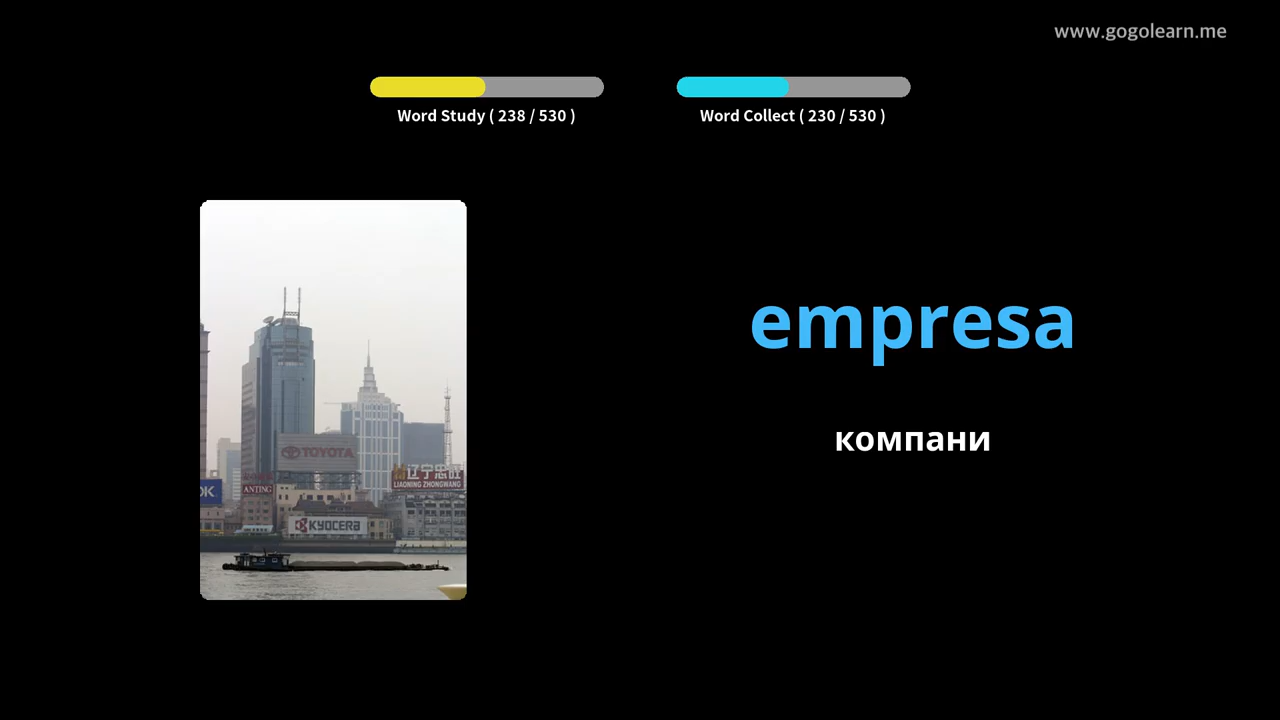 www.gogolearn.me
Word Study ( 238 / 530 )
Word Collect ( 230 / 530 )
empresa
компани
TOYOTA
辽宁忠旺
LIAONING ZHONGWANG
ANTING
KYOCERA